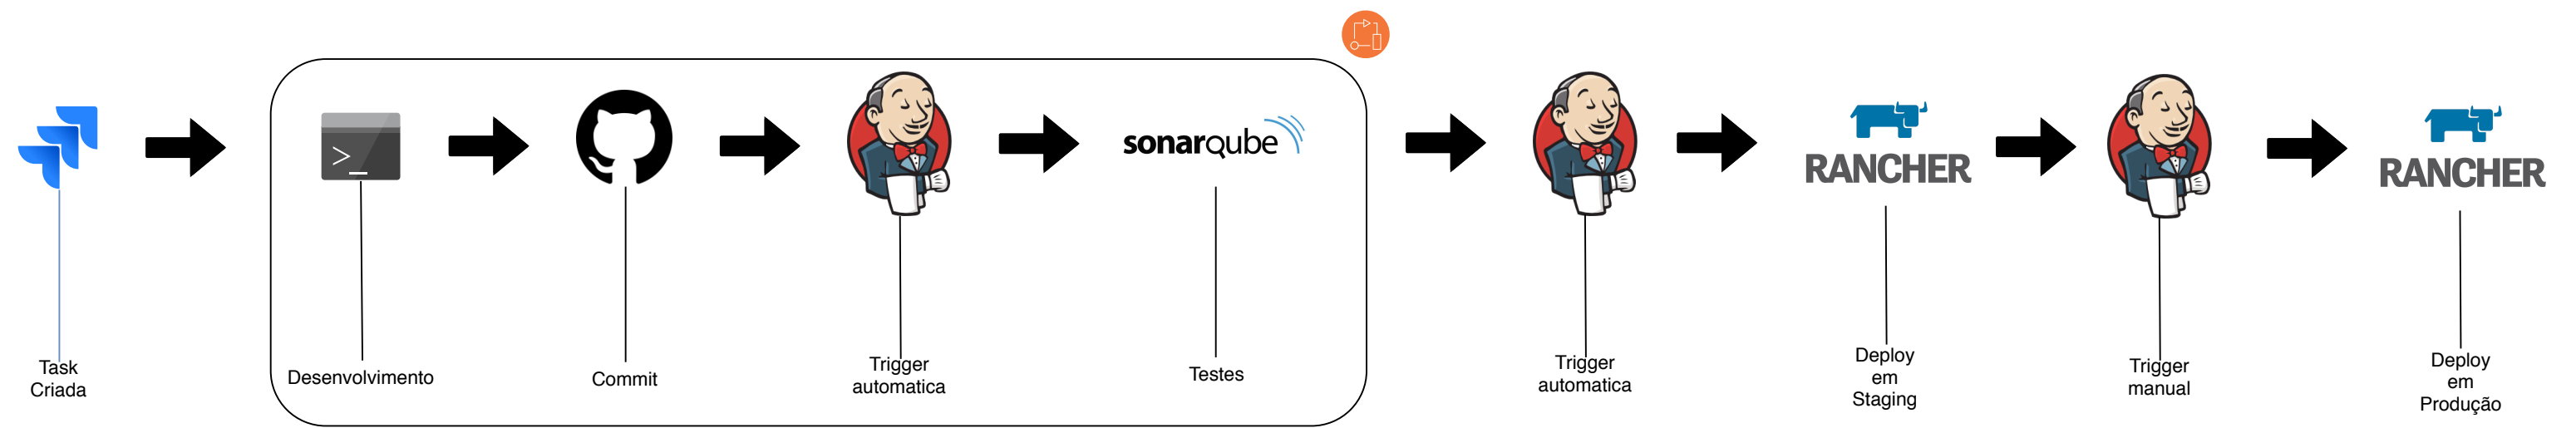 >_
sonarqube
RANCHER
RANCHER
Task
Criada
Desenvolvimento
Commit
Trigger
automatica
Testes
Trigger
automatica
Deploy
em
Staging
Trigger
manual
Deploy
em
Produção